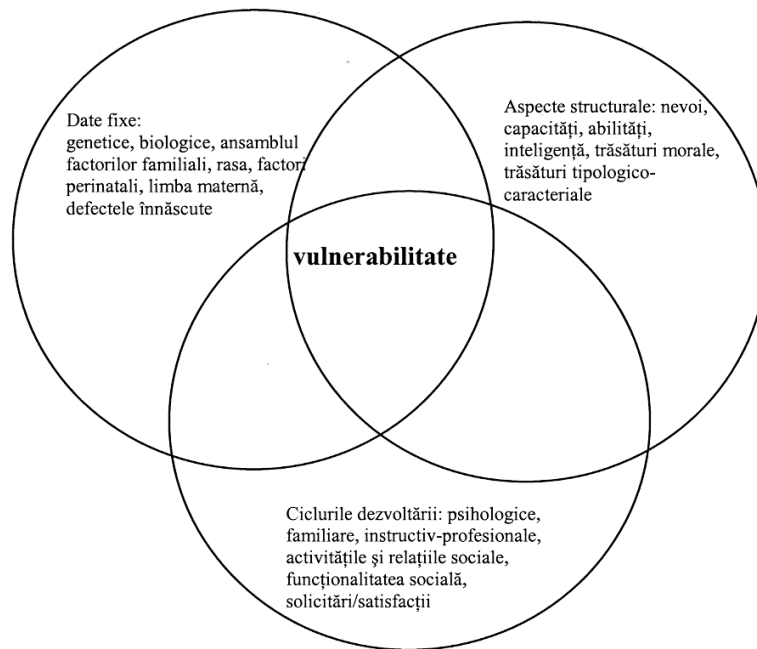 Date fixe:
genetice, biologice, ansamblul
factorilor familiali, rasa, factori
perinatali, limba maternă,
defectele înnăscute
Aspecte structurale: nevoi,
capacități, abilități,
inteligență, trăsături morale,
trăsături tipologico-
caracteriale
vulnerabilitate
Ciclurile dezvoltării: psihologice,
familiare, instructiv-profesionale,
activitățile şi relațiile sociale,
funcționalitatea socială,
solicitări/satisfacții